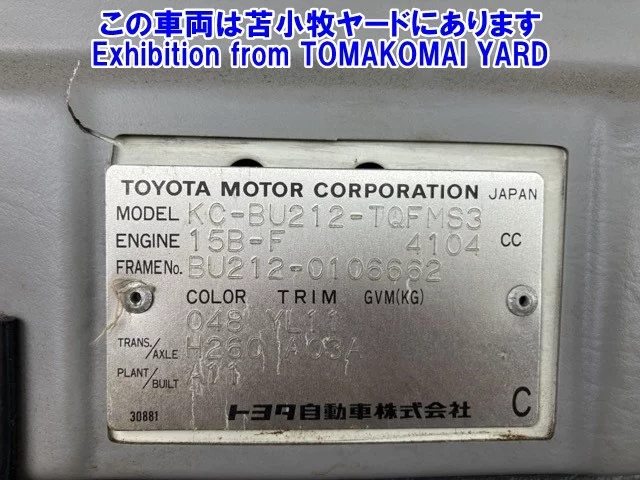 この車両は苫小牧ヤードにあります
Exhibition from TOMAKOMAI YARD
TOYOTA MOTOR CORPORATION JAPAN
MODEL KC-BU212-TQFMS3
ENGINE 15B-F 4104 CC
FRAME No. BU212-0106662
COLOR TRIM GVM(KG)
048 YL11
TRANS./AXLE H260 A03A
PLANT/BUILT A11
30881 トヨタ自動車株式会社 C